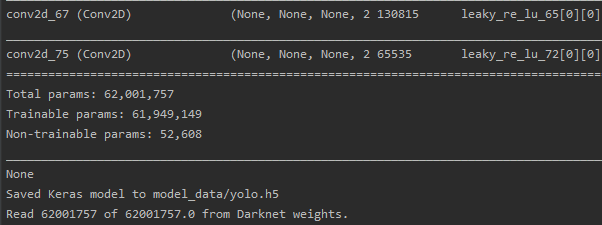 conv2d_67 (Conv2D) (None, None, None, 2 130815 leaky_re_lu_65[0][0]
conv2d_75 (Conv2D) (None, None, None, 2 65535 leaky_re_lu_72[0][0]
Total params: 62,001,757
Trainable params: 61,949,149
Non-trainable params: 52,608
None
Saved Keras model to model_data/yolo.h5
Read 62001757 of 62001757.0 from Darknet weights.